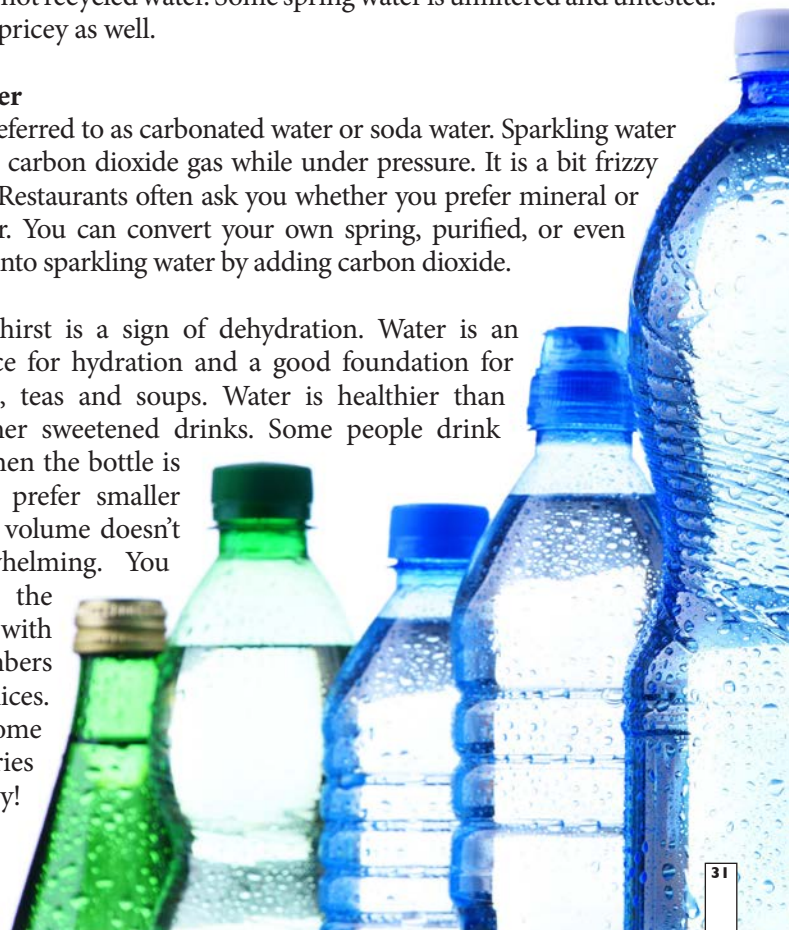 not recycled water. Some spring water is unfiltered and untested.
pricey as well.
er
eferred to as carbonated water or soda water. Sparkling water
carbon dioxide gas while under pressure. It is a bit frizzy
Restaurants often ask you whether you prefer mineral or
r. You can convert your own spring, purified, or even
nto sparkling water by adding carbon dioxide.
hirst is a sign of dehydration. Water is an
ce for hydration and a good foundation for
, teas and soups. Water is healthier than
her sweetened drinks. Some people drink
hen the bottle is
prefer smaller
volume doesn’t
whelming. You
the
with
mbers
ices.
ome
ries
y!
31